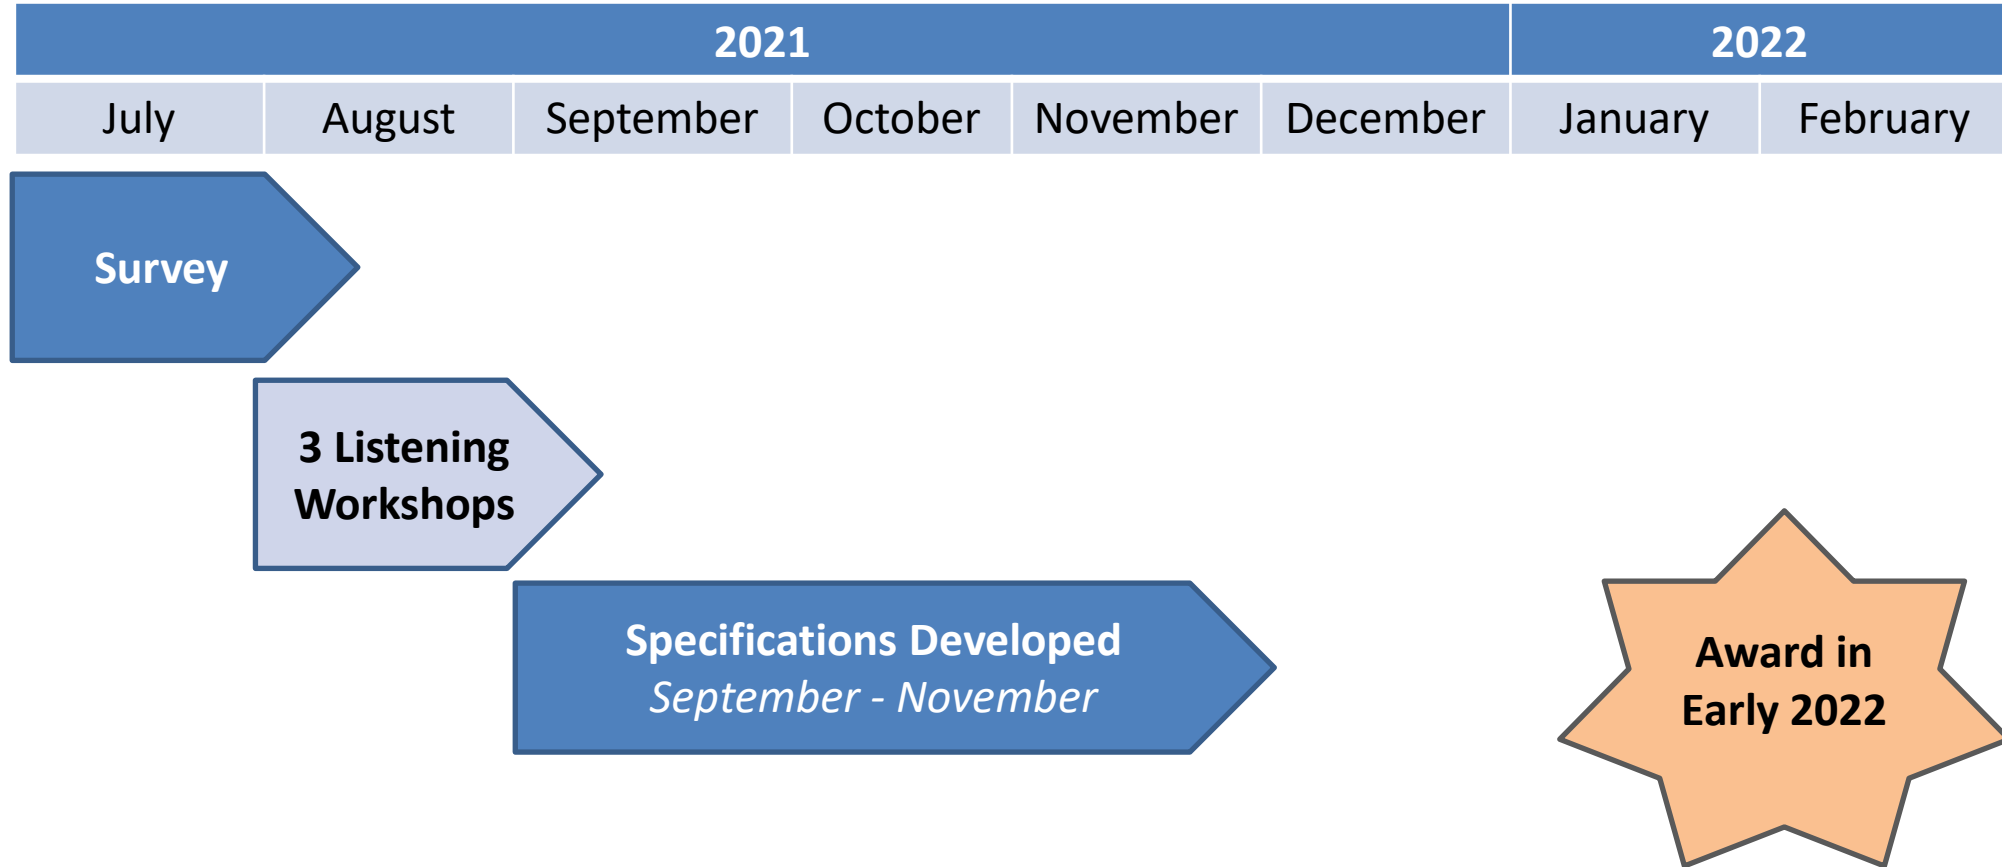 2021 2022
July August September October November December January February
Survey
3 Listening
Workshops
Specifications Developed
September - November
Award in
Early 2022